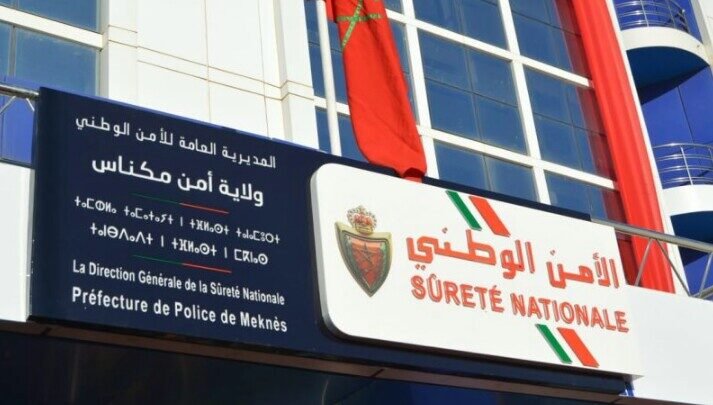 المديرية العامة للأمن الوطني
ولاية أمن مكناس
La Direction Générale de la Sûreté Nationale
Préfecture de Police de Meknès
الأمن الوطني
SÛRETÉ NATIONALE